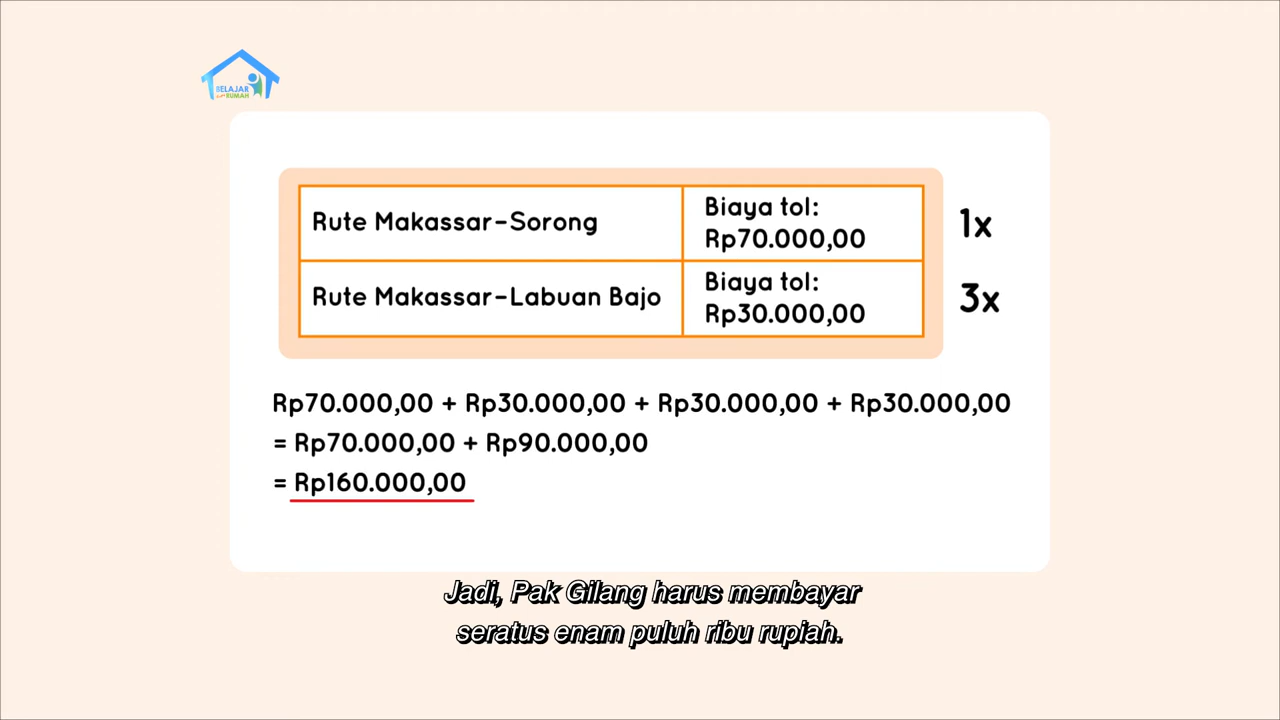 BELAJAR
RUMAH
Rute Makassar-Sorong
Biaya tol:
Rp70.000,00
1x
Rute Makassar-Labuan Bajo
Biaya tol:
Rp30.000,00
3x
Rp70.000,00 + Rp30.000,00 + Rp30.000,00 + Rp30.000,00
= Rp70.000,00 + Rp90.000,00
= Rp160.000,00
Jadi, Pak Gilang harus membayar
seratus enam puluh ribu rupiah.